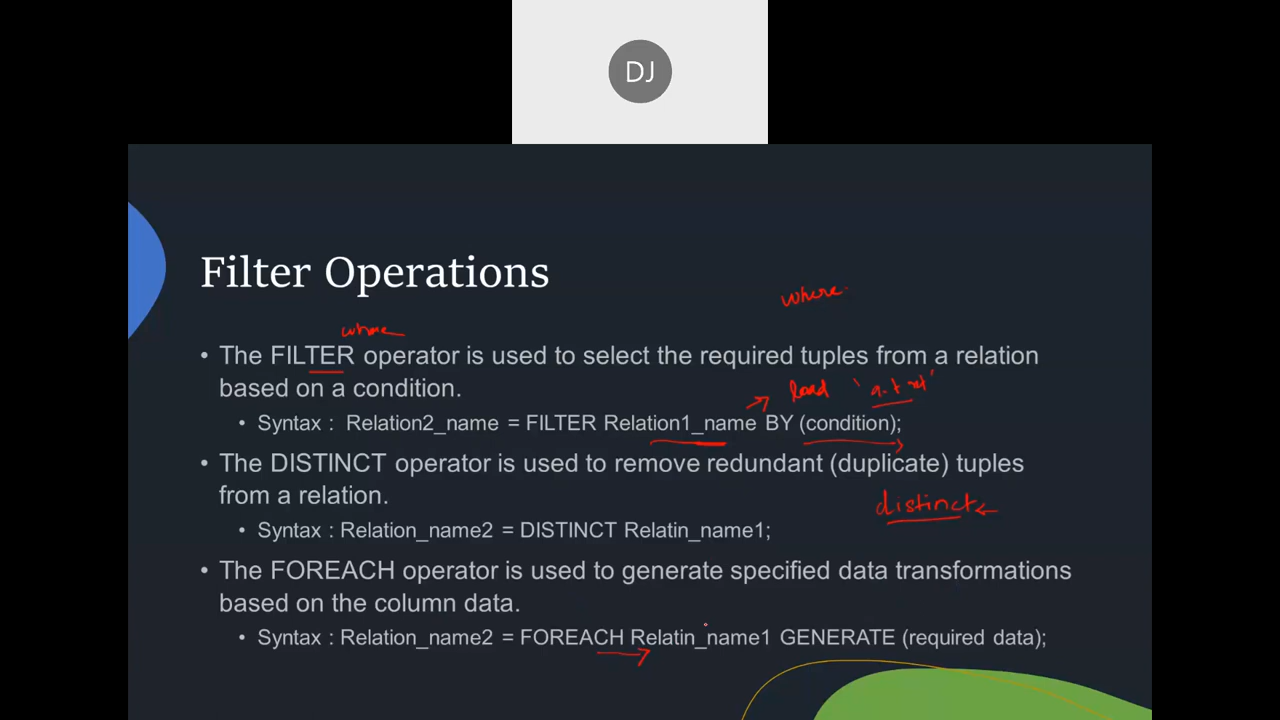 DJ
Filter Operations
where
where
• The FILTER operator is used to select the required tuples from a relation
based on a condition.
load
• Syntax : Relation2_name = FILTER Relation1_name BY (condition);
• The DISTINCT operator is used to remove redundant (duplicate) tuples
from a relation.
distinct
• Syntax : Relation_name2 = DISTINCT Relatin_name1;
• The FOREACH operator is used to generate specified data transformations
based on the column data.
• Syntax : Relation_name2 = FOREACH Relatin_name1 GENERATE (required data);